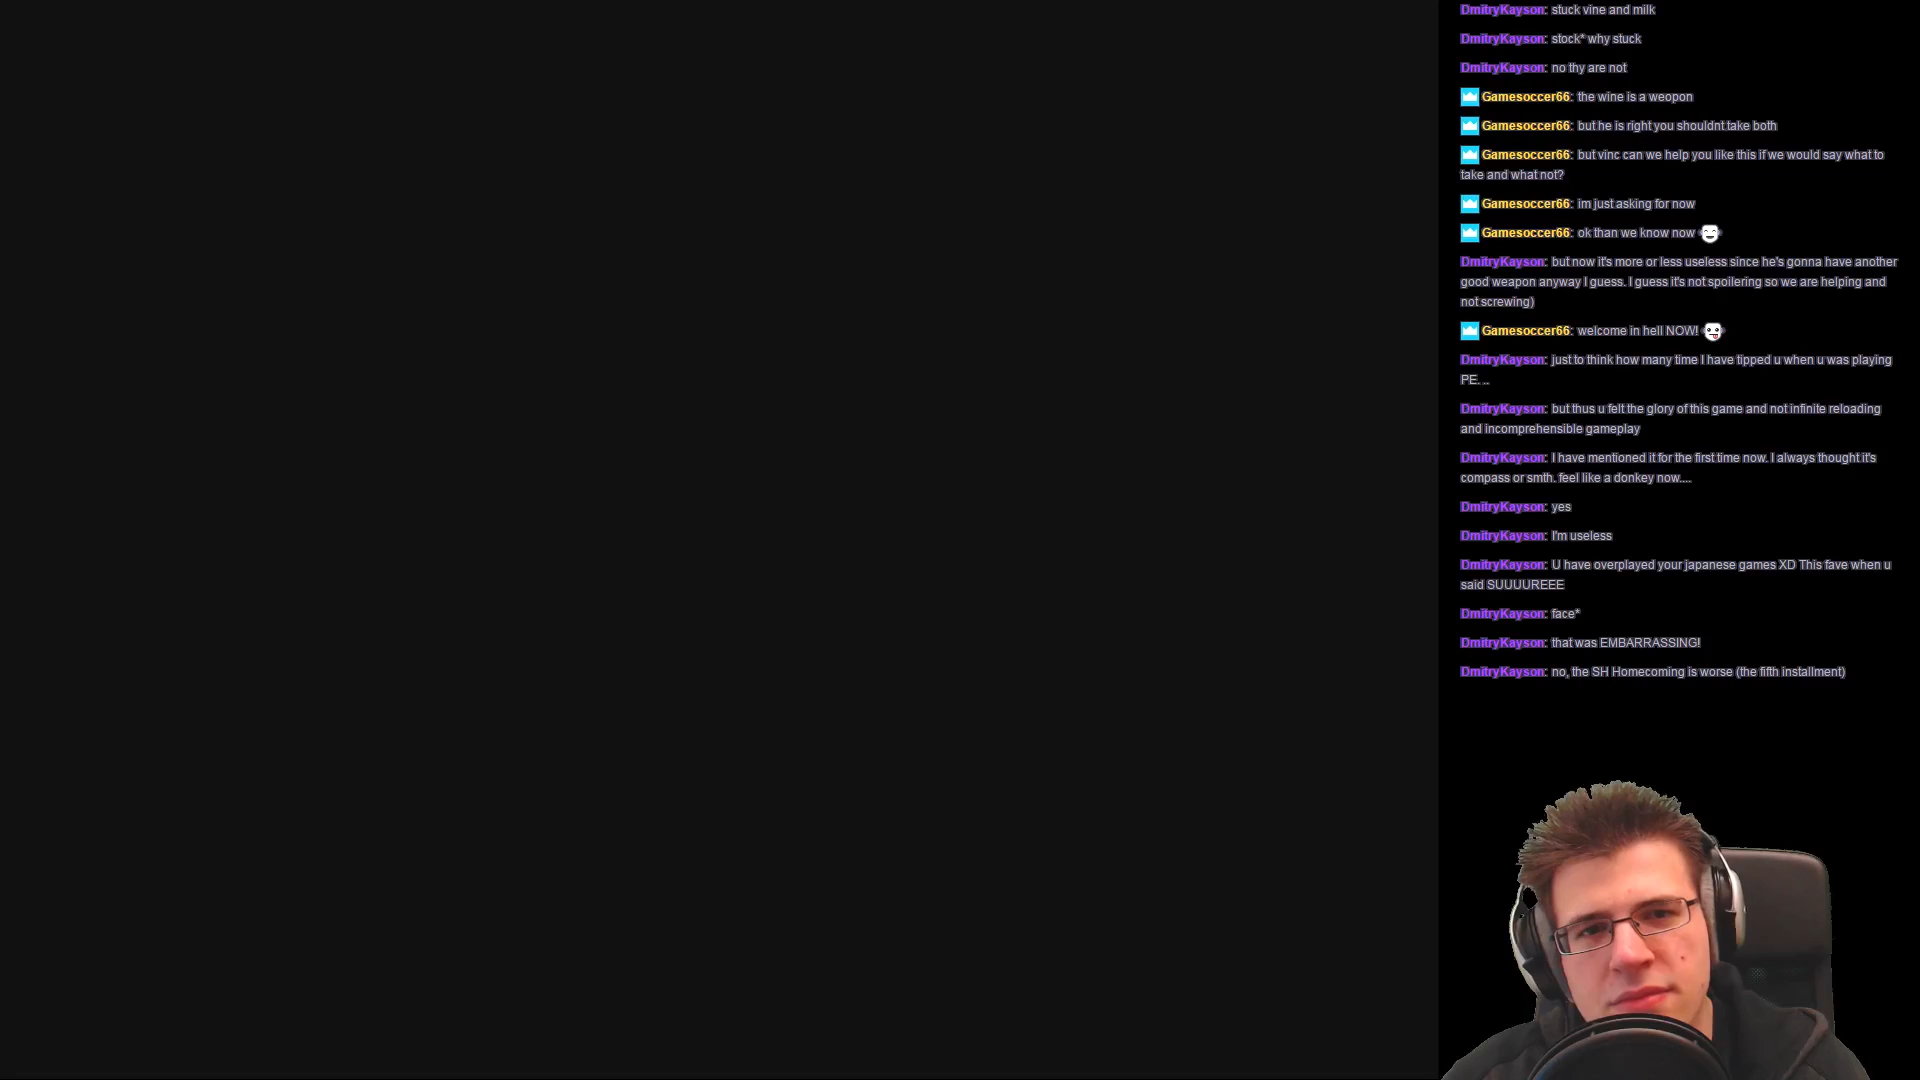 DmitryKayson: stuck vine and milk
DmitryKayson: stock* why stuck
DmitryKayson: no thy are not
Gamesoccer66: the wine is a weopon
Gamesoccer66: but he is right you shouldnt take both
Gamesoccer66: but vinc can we help you like this if we would say what to
take and what not?
Gamesoccer66: im just asking for now
Gamesoccer66: ok than we know now
DmitryKayson: but now it's more or less useless since he's gonna have another
good weapon anyway I guess. I guess it's not spoilering so we are helping and
not screwing)
Gamesoccer66: welcome in hell NOW!
DmitryKayson: just to think how many time I have tipped u when u was playing
PE. ..
DmitryKayson: but thus u felt the glory of this game and not infinite reloading
and incomprehensible gameplay
DmitryKayson: I have mentioned it for the first time now. I always thought it's
compass or smth. feel like a donkey now....
DmitryKayson: yes
DmitryKayson: I'm useless
DmitryKayson: U have overplayed your japanese games XD This fave when u
said SUUUUREEE
DmitryKayson: face*
DmitryKayson: that was EMBARRASSING!
DmitryKayson: no, the SH Homecoming is worse (the fifth installment)